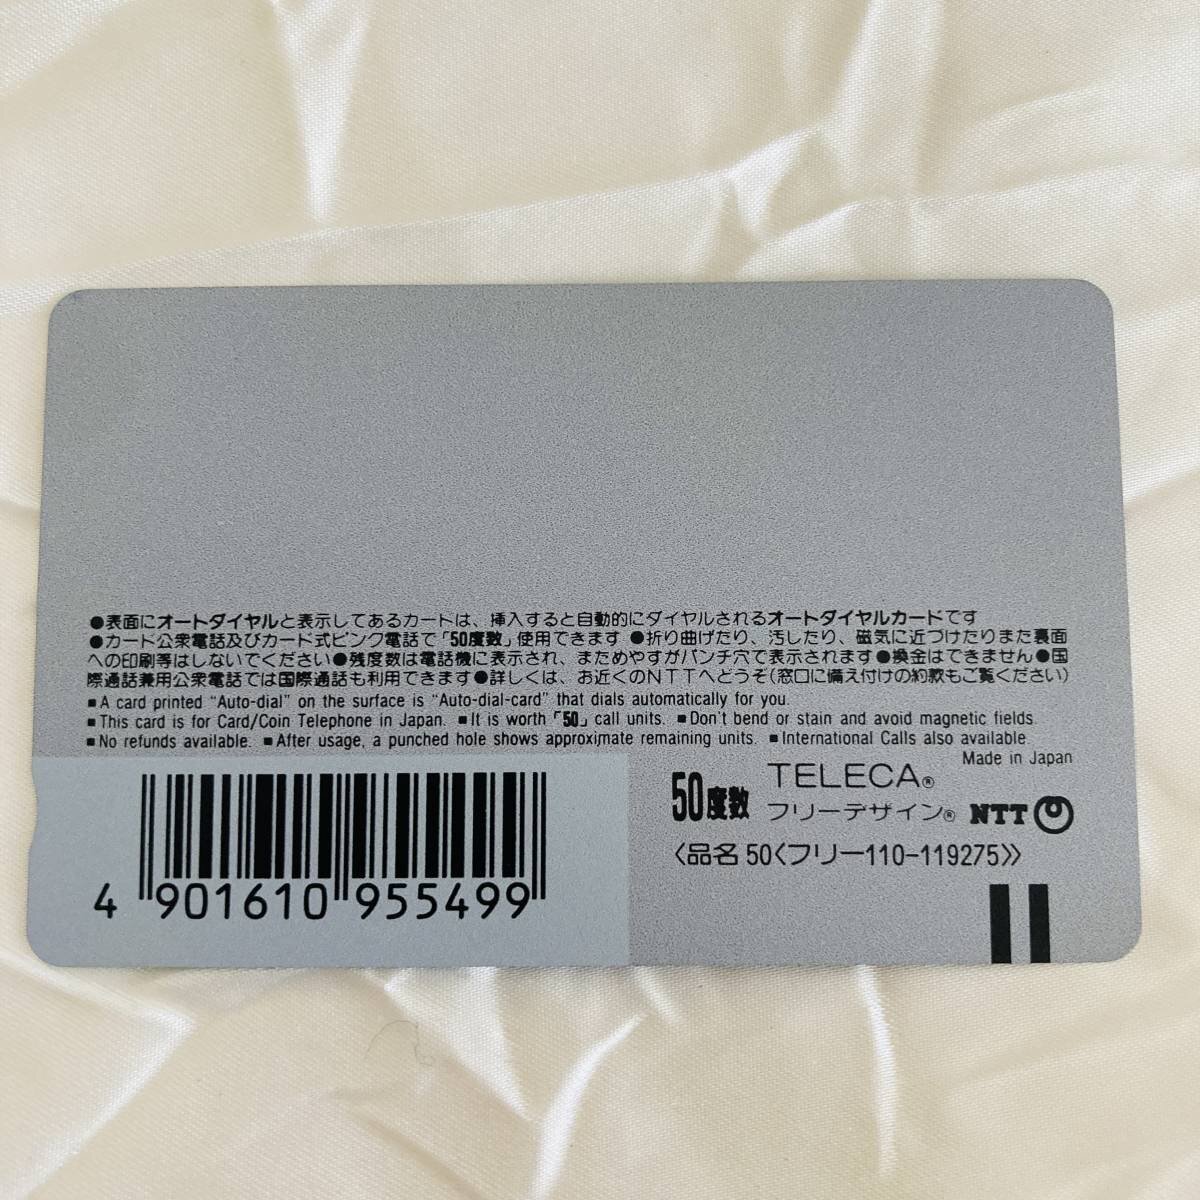 ●表面にオートダイヤルと表示してあるカードは、挿入すると自動的にダイヤルされるオートダイヤルカードです
●カード公衆電話及びカード式ピンク電話で「50度数」使用できます ●折り曲げたり、汚したり、磁気に近づけたりまた裏面
への印刷等はしないでください●残度数は電話機に表示され、まためやすがパンチ穴で表示されます●換金はできません●国
際通話兼用公衆電話では国際通話も利用できます●詳しくは、お近くのNTTへどうぞ(窓口に備え付けの約款もご覧ください)
■A card printed "Auto-dial" on the surface is "Auto-dial-card" that dials automatically for you.
■This card is for Card/Coin Telephone in Japan. ■It is worth「50」call units. ■Don't bend or stain and avoid magnetic fields.
■No refunds available. ■After usage, a punched hole shows approximate remaining units. ■International Calls also available.
Made in Japan
50度数 TELECA®
フリーデザイン® NTT
〈品名 50〈フリー110-119275〉〉
4 901610 955499